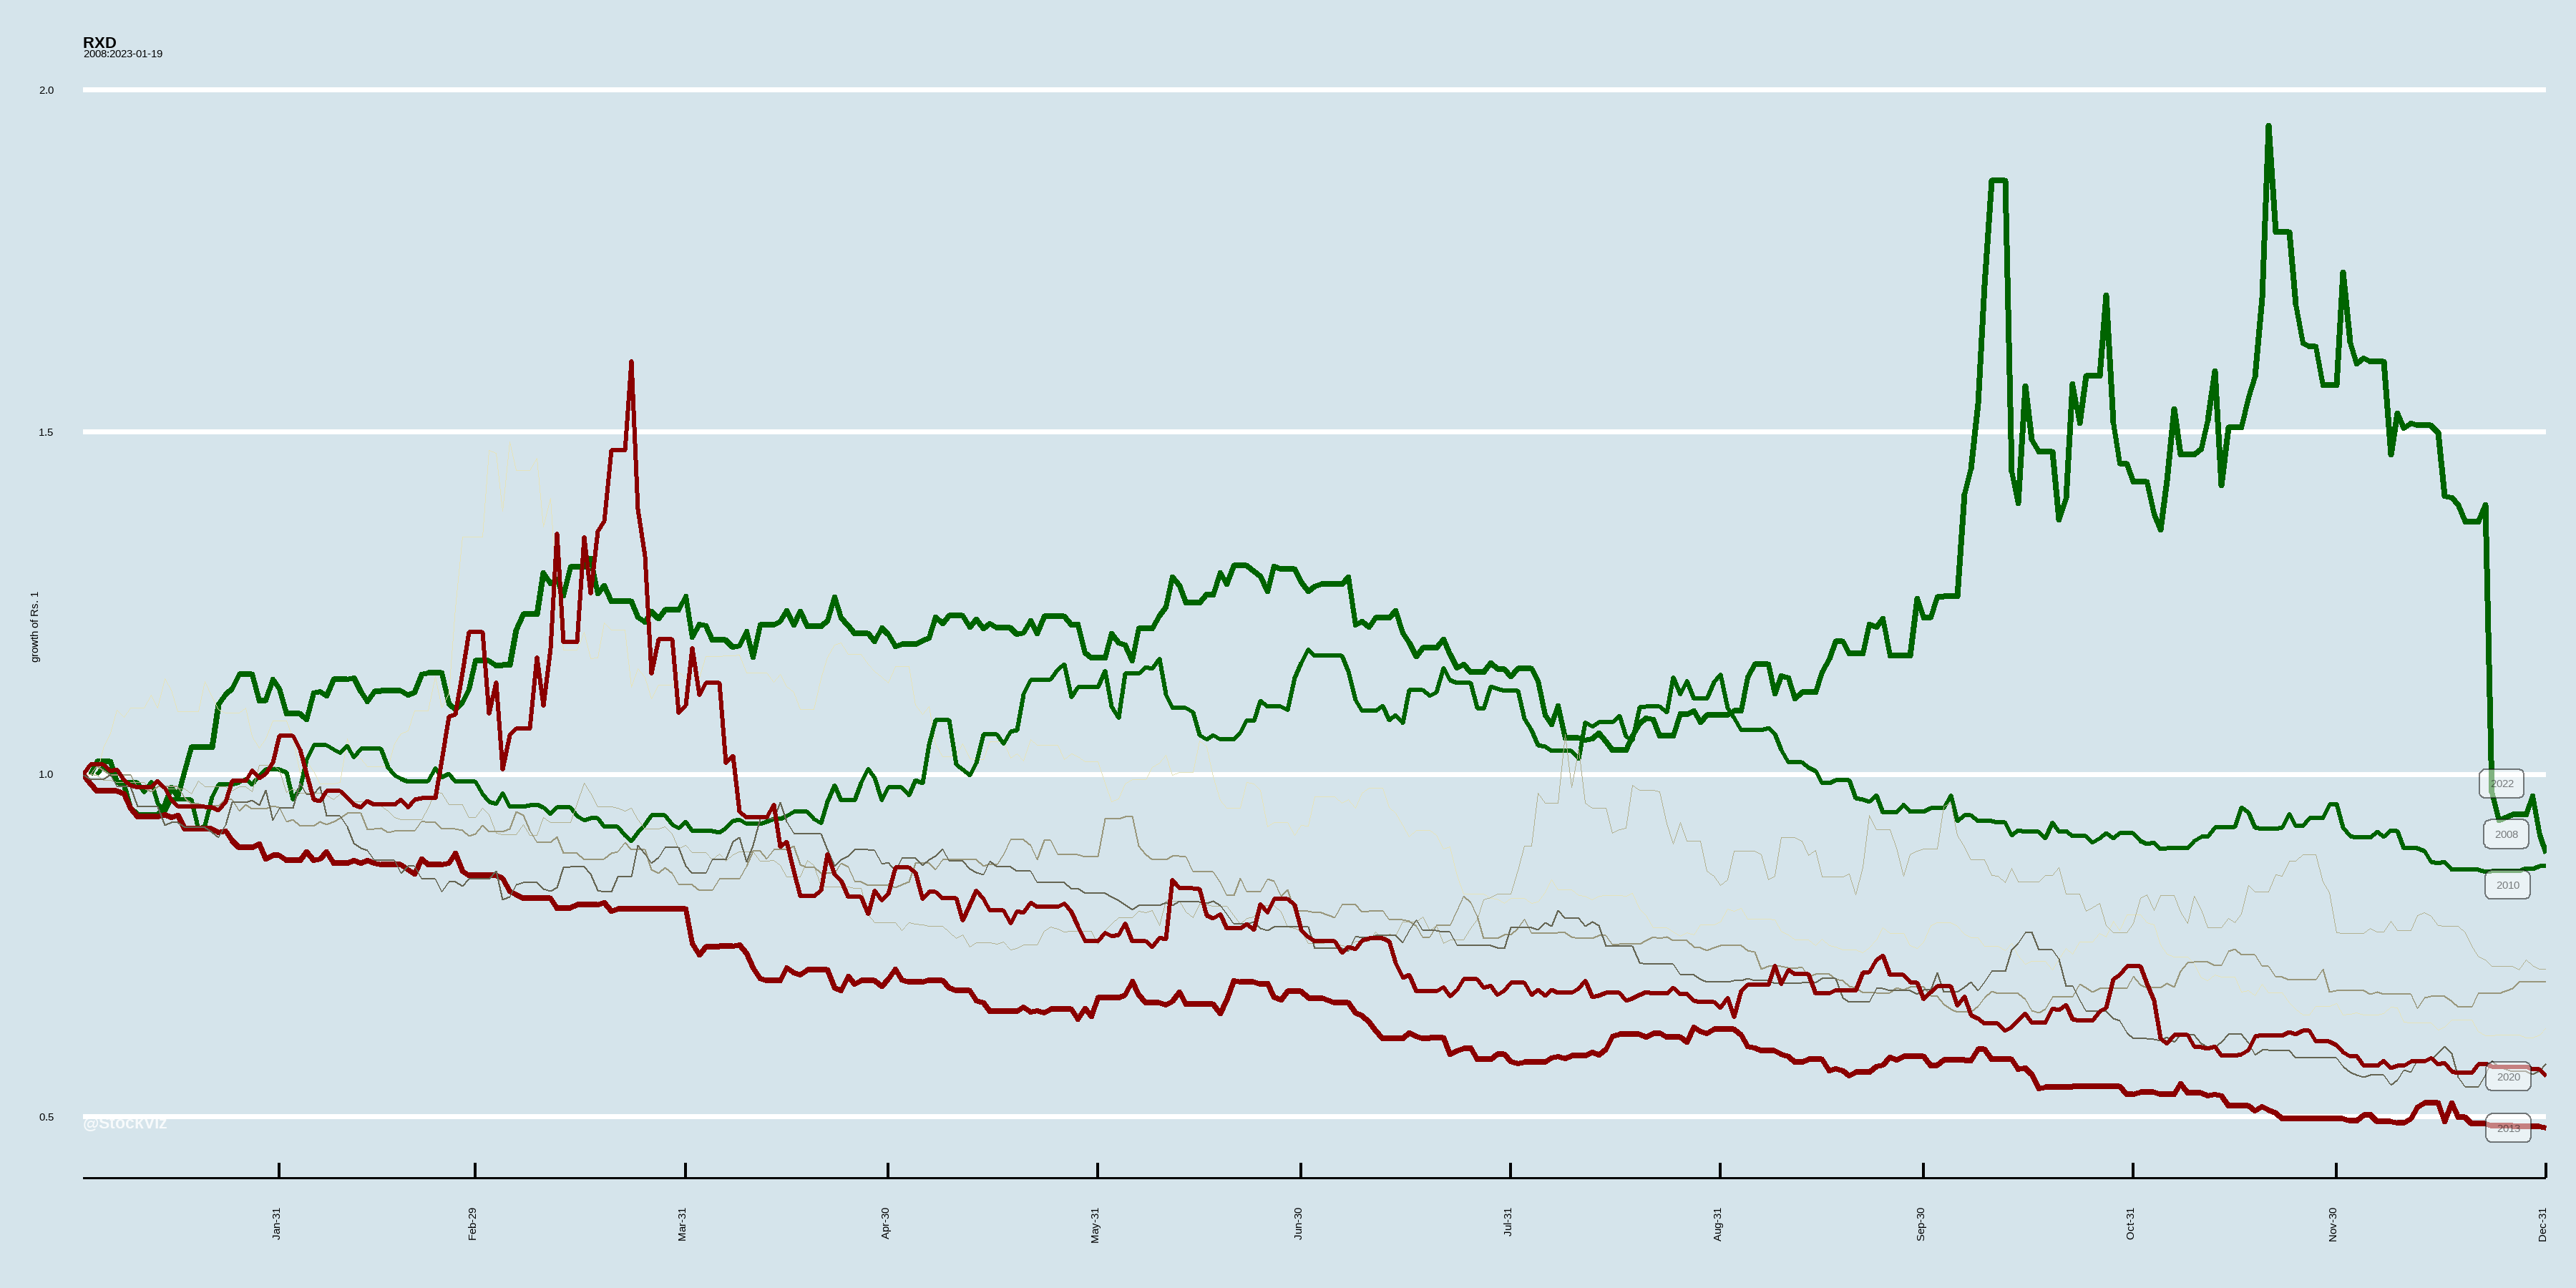 RXD
2008:2023-01-19
2.0
1.5
1.0
0.5
growth of Rs. 1
2022
2008
2010
2020
2013
@StockViz
Jan-31
Feb-29
Mar-31
Apr-30
May-31
Jun-30
Jul-31
Aug-31
Sep-30
Oct-31
Nov-30
Dec-31